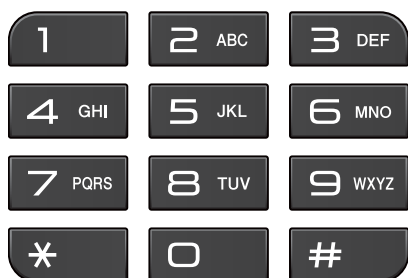 1 2 ABC 3 DEF
4 GHI 5 JKL 6 MNO
7 PQRS 8 TUV 9 WXYZ
* 0 #